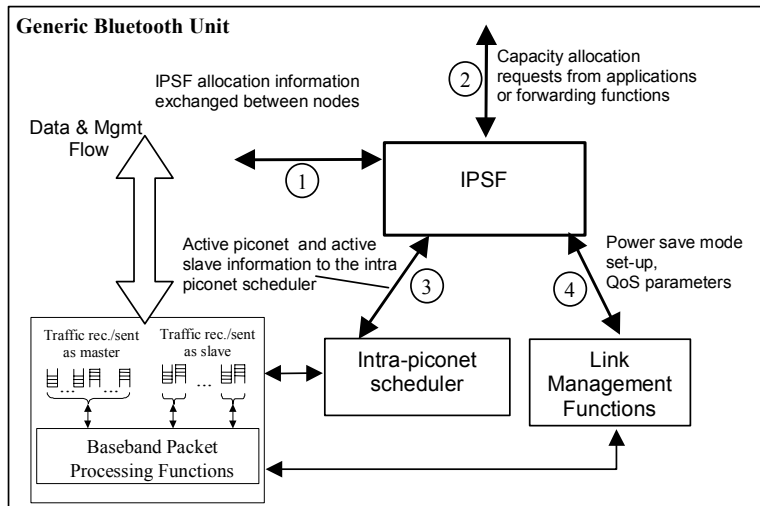 Generic Bluetooth Unit
IPSF allocation information
exchanged between nodes
2
Capacity allocation
requests from applications
or forwarding functions
Data & Mgmt
Flow
1
IPSF
Active piconet and active
slave information to the intra
piconet scheduler
3
4
Power save mode
set-up,
QoS parameters
Traffic rec./sent
as master
Traffic rec./sent
as slave
... ...
...
Intra-piconet
scheduler
Link
Management
Functions
Baseband Packet
Processing Functions